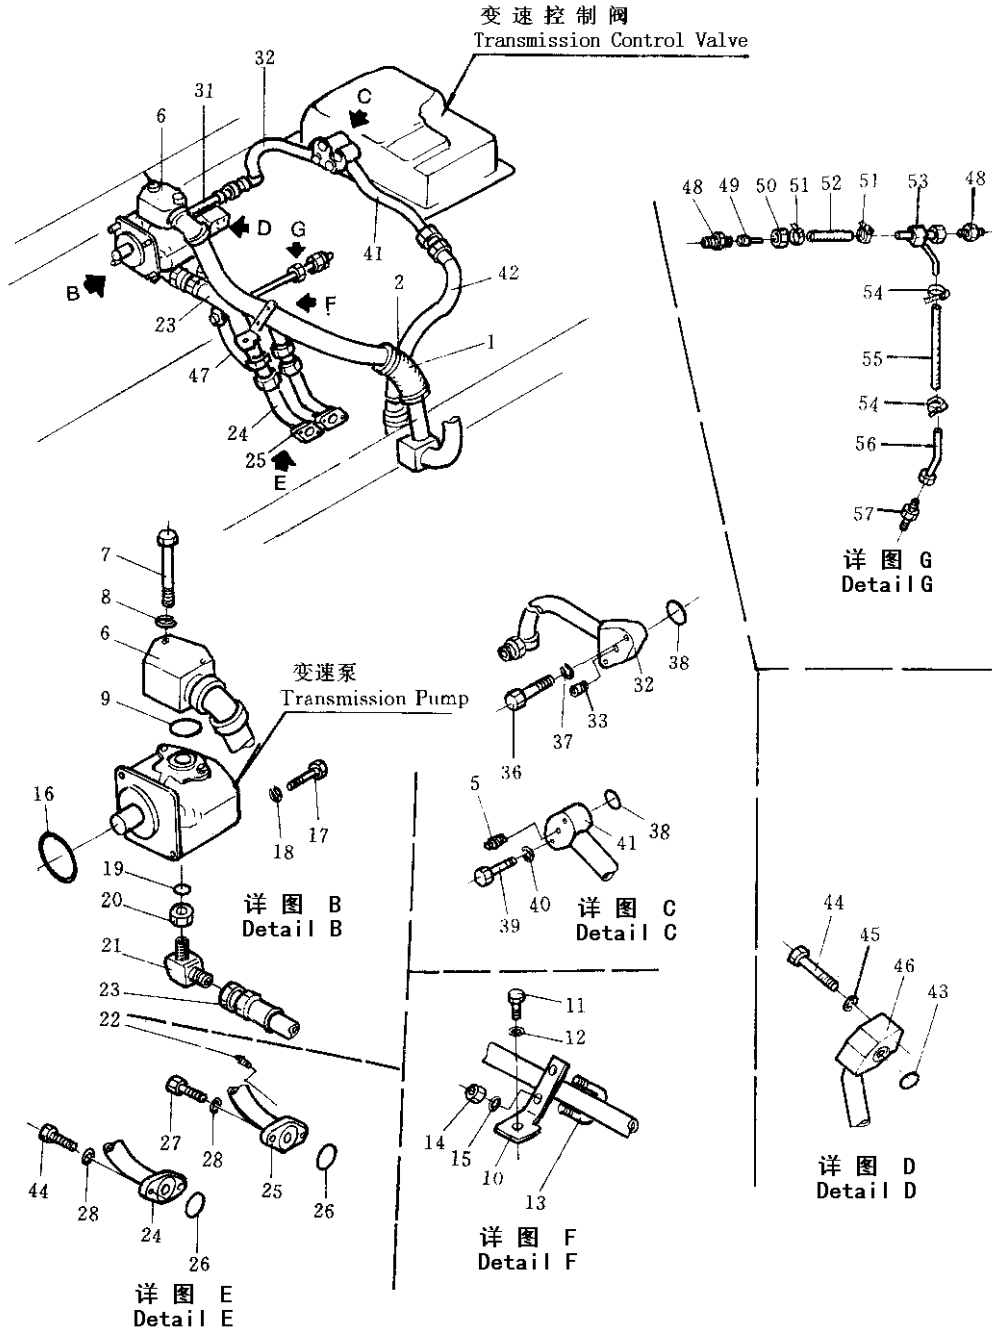 变速控制阀
Transmission Control Valve
32
31
6
C
D
G
41
B
42
2
23
F
1
47
24
25
E
48 49 50 51 52 51 53 48
54
55
54
56
57
详图 G
Detail G
7
8
6
变速泵
Transmission Pump
9
16
18 17
19
20
详图 B
Detail B
21
23
22
38
32
33
37
36
5
38
41
40
39
详图 C
Detail C
44
45
46
43
详图 D
Detail D
11
12
14
15
10
13
详图 F
Detail F
27
28
25
26
44
28
24
26
详图 E
Detail E